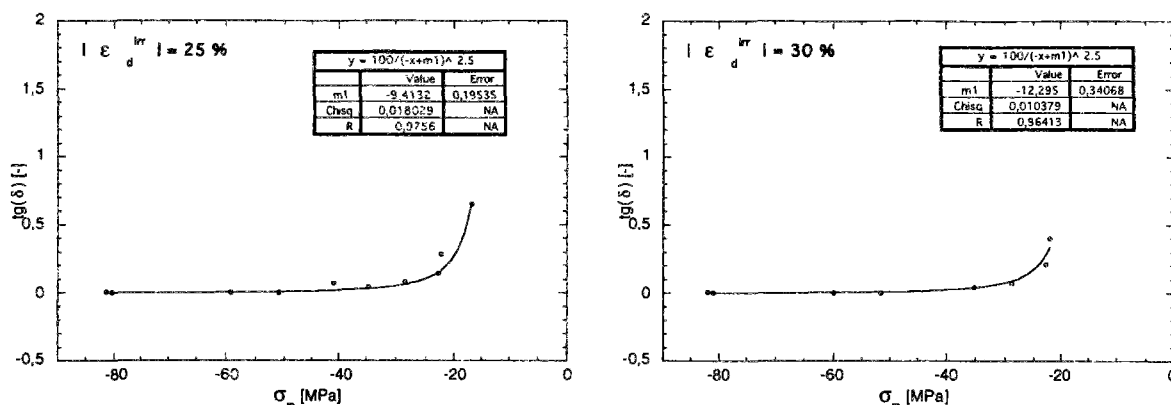 | ε d irr | = 25 %
y = 100/(-x+m1)^ 2.5
Value Error
m1 -9,4132 0,19535
Chisq 0,018029 NA
R 0,9756 NA
tg(δ) [-]
2
1,5
1
0,5
0
-0,5
-80 -60 -40 -20 0
[MPa]
| ε d irr | = 30 %
y = 100/(-x+m1)^ 2.5
Value Error
m1 -12,295 0,34068
Chisq 0,010379 NA
R 0,96413 NA
tg(δ) [-]
2
1,5
1
0,5
0
-0,5
-80 -60 -40 -20 0
[MPa]